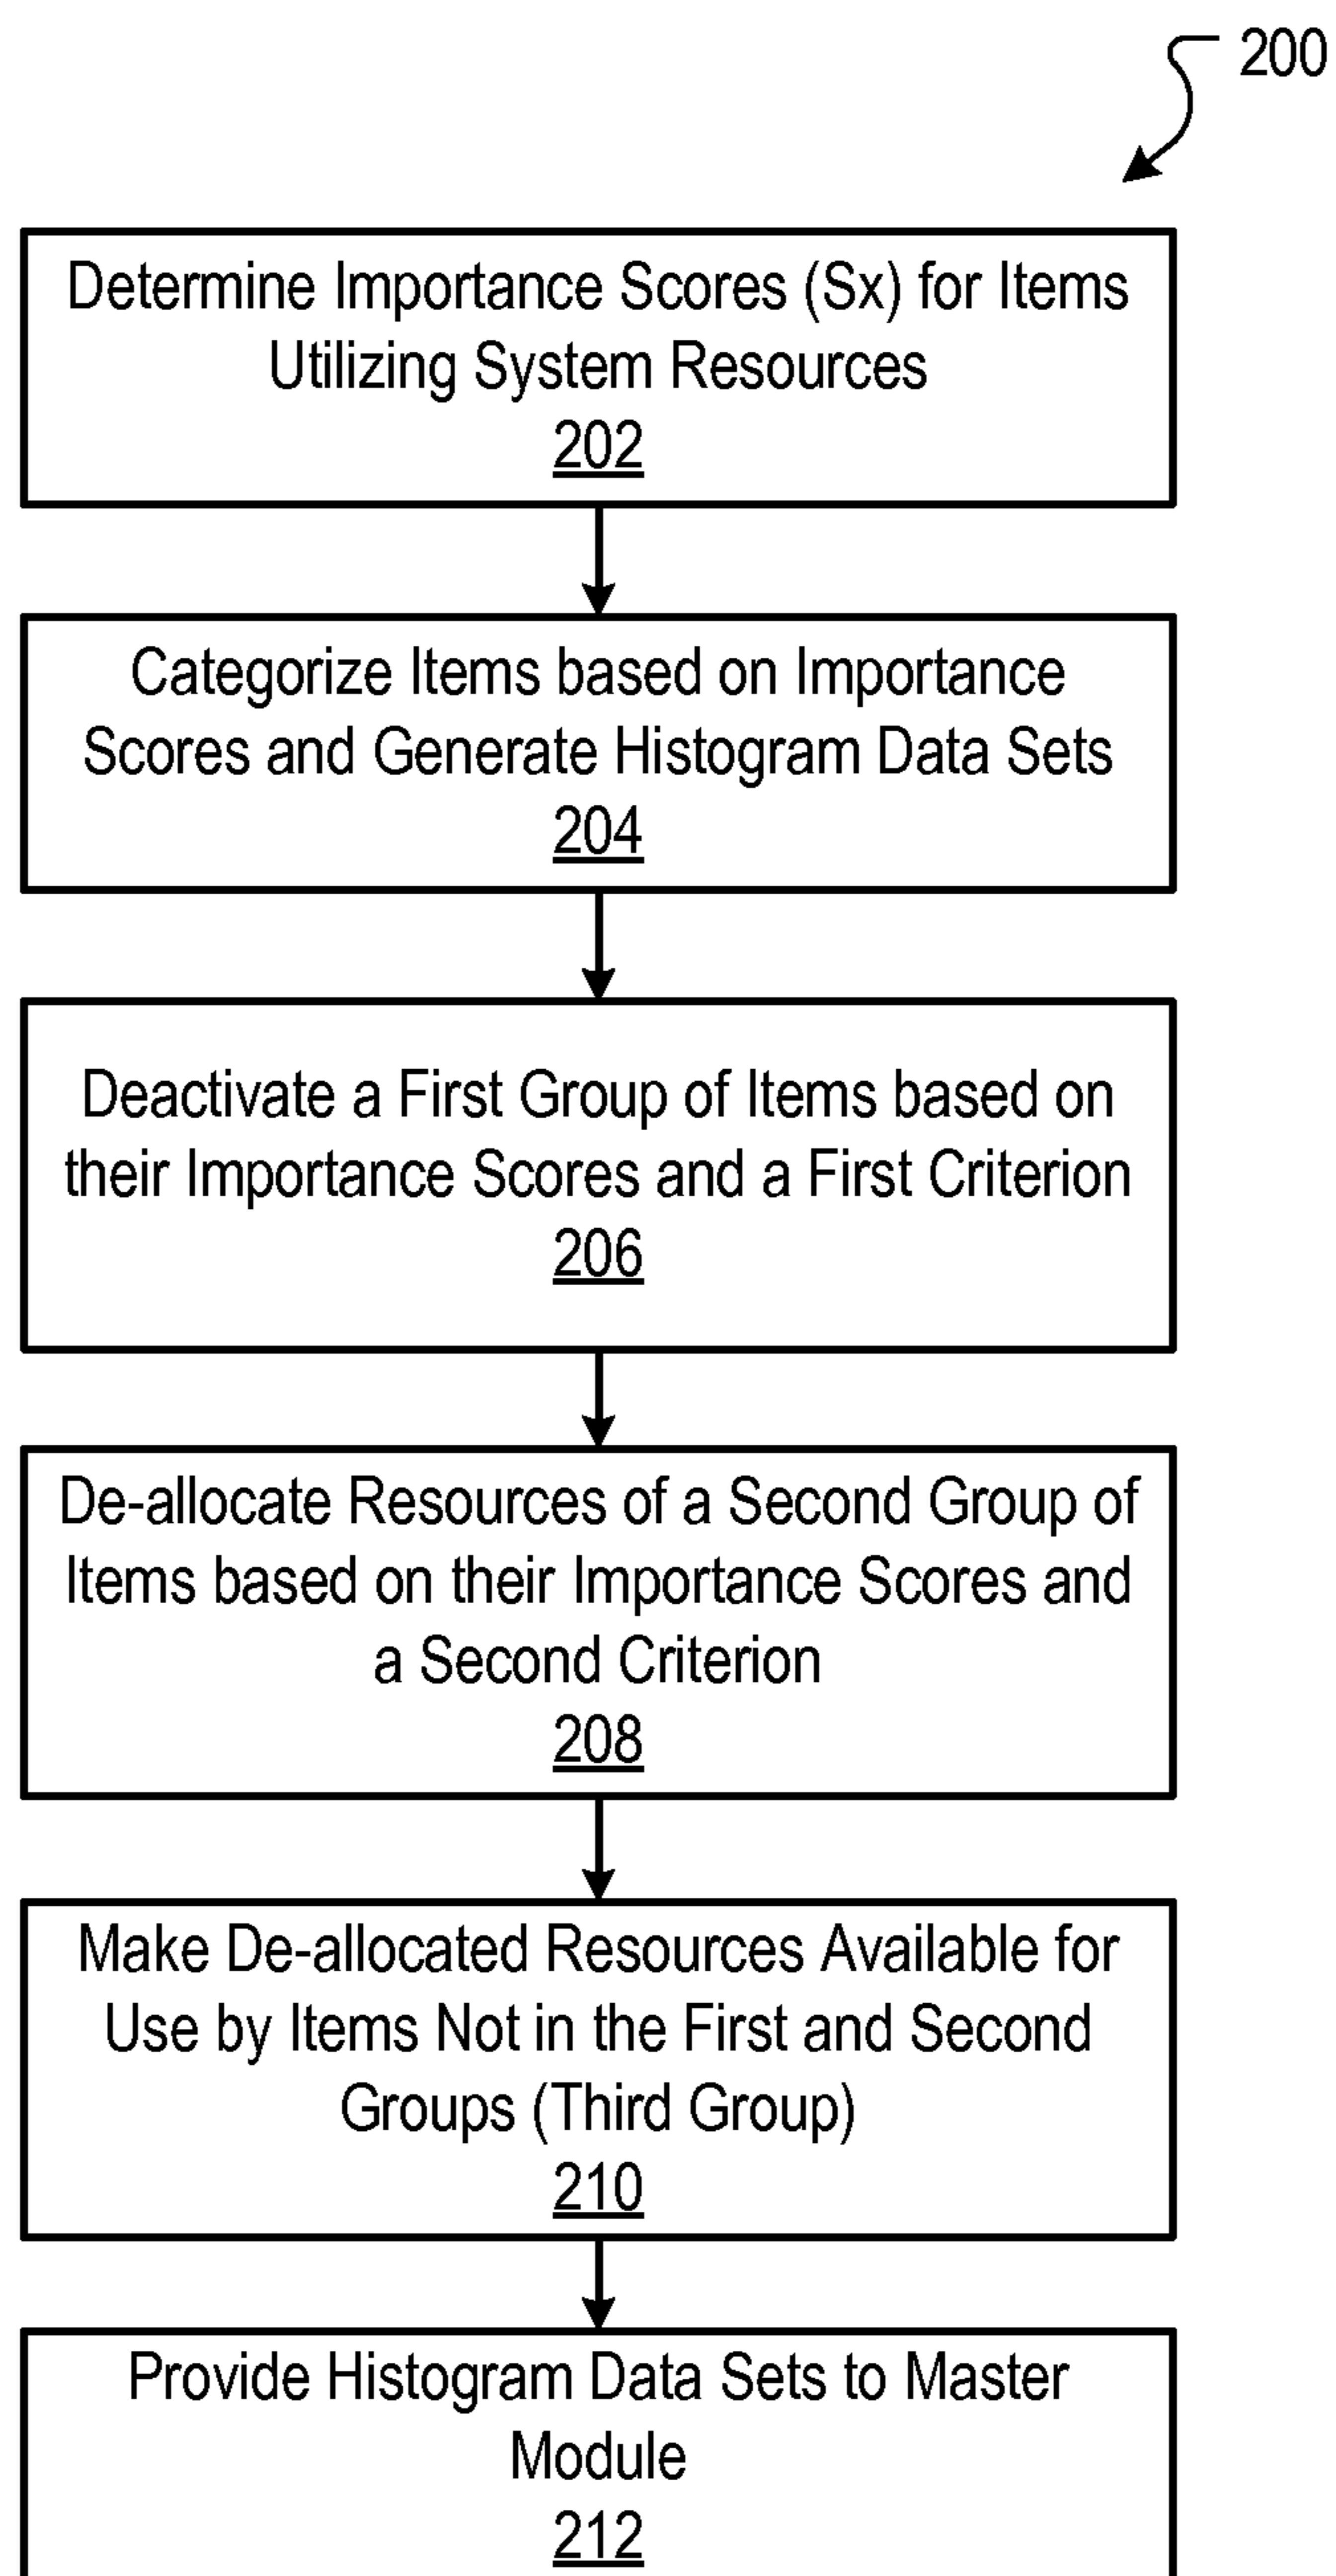 200
Determine Importance Scores (Sx) for Items
Utilizing System Resources
202
Categorize Items based on Importance
Scores and Generate Histogram Data Sets
204
Deactivate a First Group of Items based on
their Importance Scores and a First Criterion
206
De-allocate Resources of a Second Group of
Items based on their Importance Scores and
a Second Criterion
208
Make De-allocated Resources Available for
Use by Items Not in the First and Second
Groups (Third Group)
210
Provide Histogram Data Sets to Master
Module
212